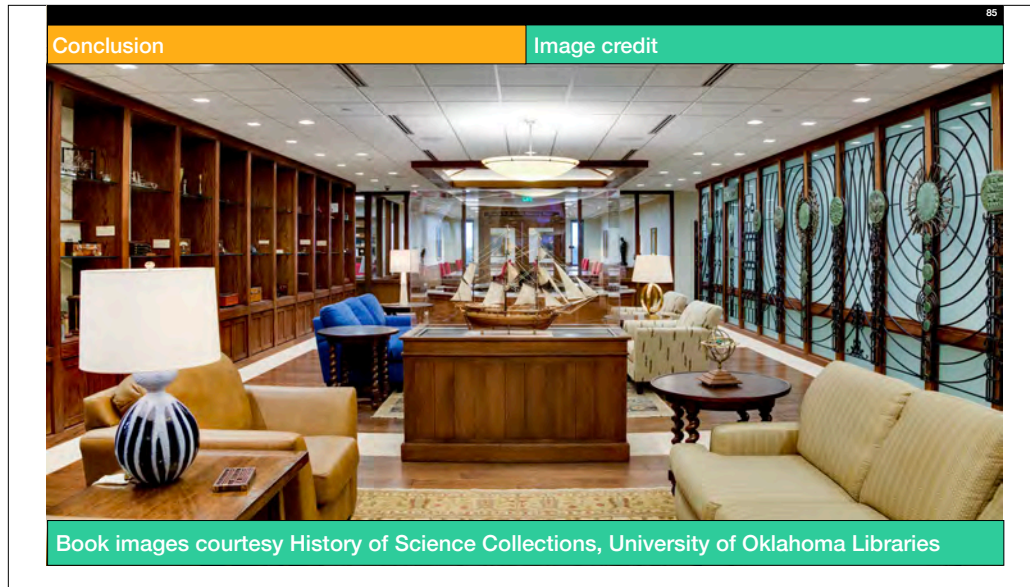 85
Conclusion
Image credit
Book images courtesy History of Science Collections, University of Oklahoma Libraries